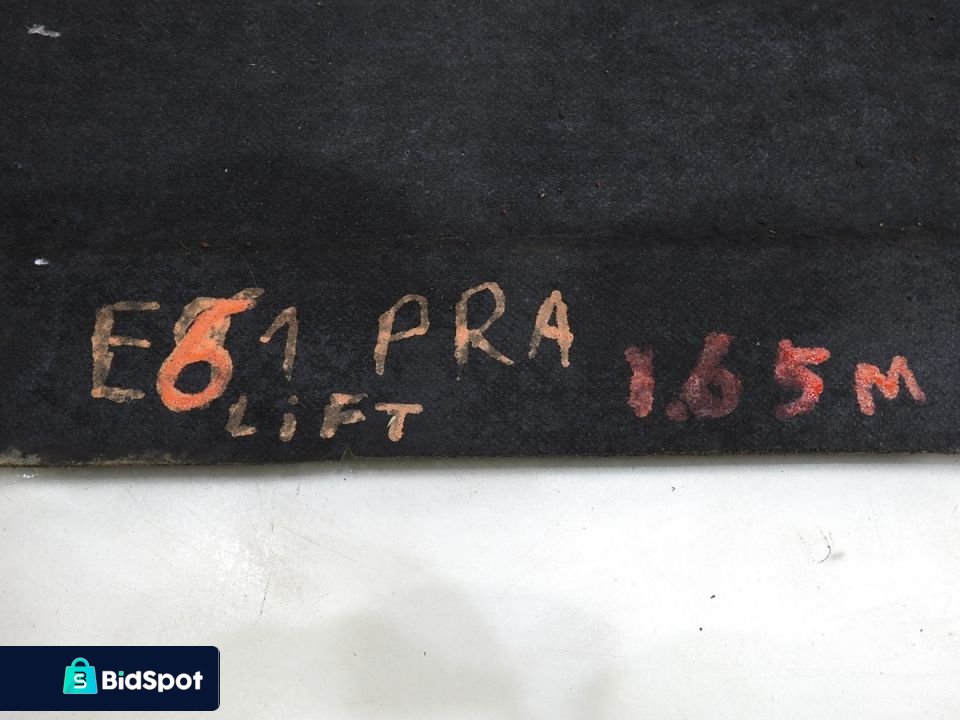 E61 PRA 1.65M
LiFT
BidSpot